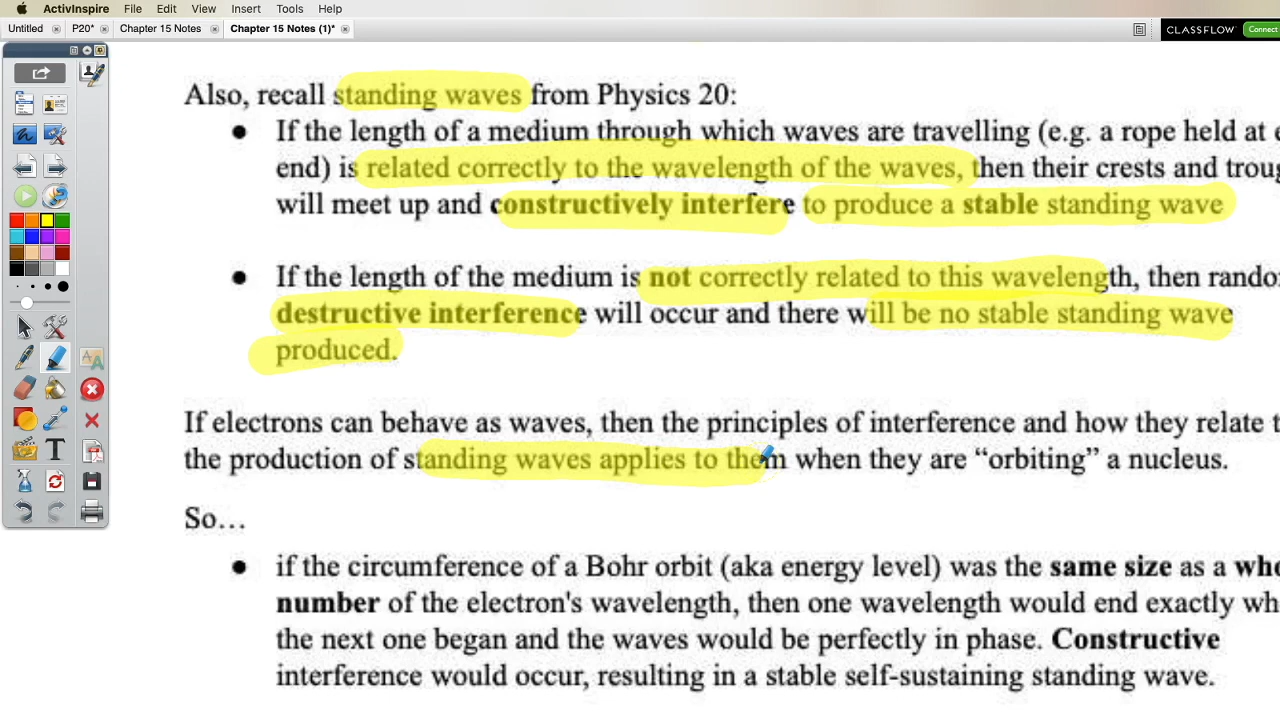 ActivInspire File Edit View Insert Tools Help
Untitled P20* Chapter 15 Notes Chapter 15 Notes (1)*
CLASSFLOW Connect
Also, recall standing waves from Physics 20:
● If the length of a medium through which waves are travelling (e.g. a rope held at
end) is related correctly to the wavelength of the waves, then their crests and
will meet up and constructively interfere to produce a stable standing wave
● If the length of the medium is not correctly related to this wavelength, then
destructive interference will occur and there will be no stable standing wave
produced.
If electrons can behave as waves, then the principles of interference and how they relate
the production of standing waves applies to them when they are “orbiting” a nucleus.
So…
● if the circumference of a Bohr orbit (aka energy level) was the same size as a
number of the electron's wavelength, then one wavelength would end exactly
the next one began and the waves would be perfectly in phase. Constructive
interference would occur, resulting in a stable self-sustaining standing wave.